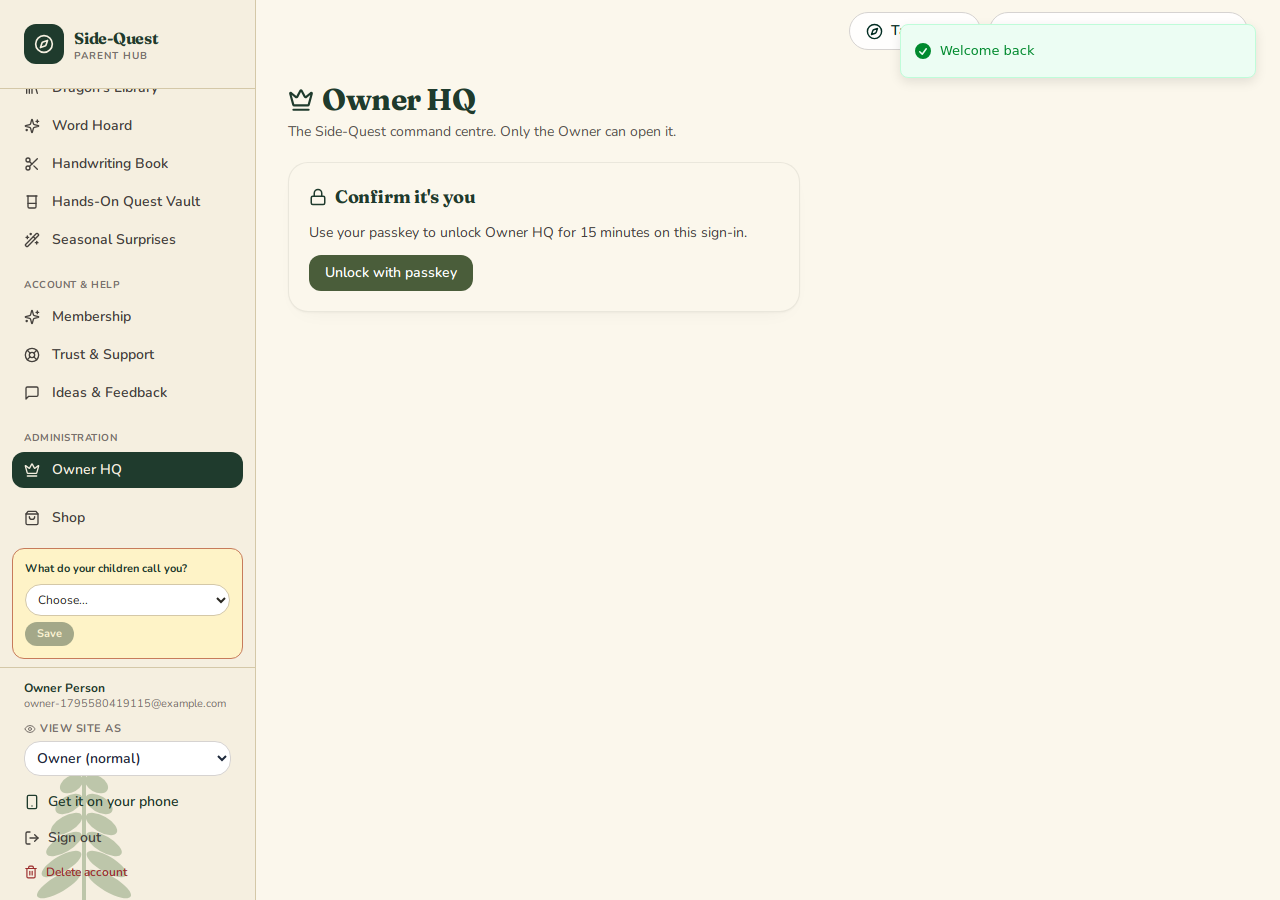 Side-Quest
PARENT HUB
Dragon's Library
Word Hoard
Handwriting Book
Hands-On Quest Vault
Seasonal Surprises
ACCOUNT & HELP
Membership
Trust & Support
Ideas & Feedback
ADMINISTRATION
Owner HQ
Shop
What do your children call you?
Choose...
Save
Owner Person
owner-1795580419115@example.com
VIEW SITE AS
Owner (normal)
Get it on your phone
Sign out
Delete account
Welcome back
Owner HQ
The Side-Quest command centre. Only the Owner can open it.
Confirm it's you
Use your passkey to unlock Owner HQ for 15 minutes on this sign-in.
Unlock with passkey